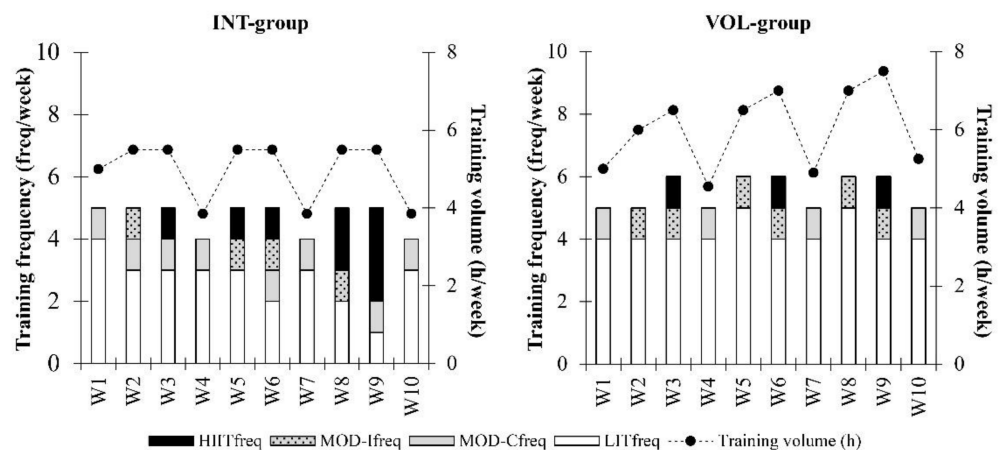 INT-group
VOL-group
10
8
6
4
2
0
Training frequency (freq/week)
8
6
4
2
0
Training volume (h/week)
W1 W2 W3 W4 W5 W6 W7 W8 W9 W10
10
8
6
4
2
0
Training frequency (freq/week)
8
6
4
2
0
Training volume (h/week)
W1 W2 W3 W4 W5 W6 W7 W8 W9 W10
HIITfreq MOD-Ifreq MOD-Cfreq LITfreq Training volume (h)